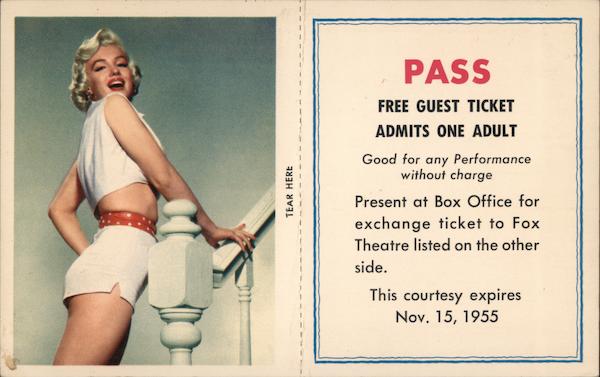 TEAR HERE
PASS
FREE GUEST TICKET
ADMITS ONE ADULT
Good for any Performance
without charge
Present at Box Office for
exchange ticket to Fox
Theatre listed on the other
side.
This courtesy expires
Nov. 15, 1955